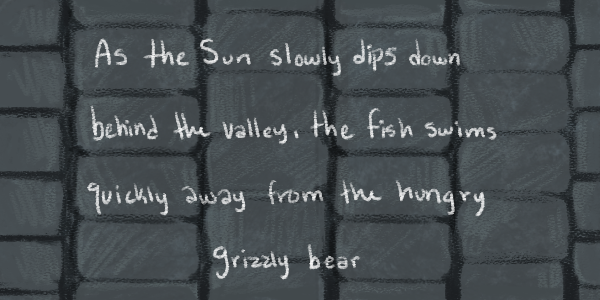 As the Sun slowly dips down
behind the valley, the fish swims
quickly away from the hungry
grizzly bear